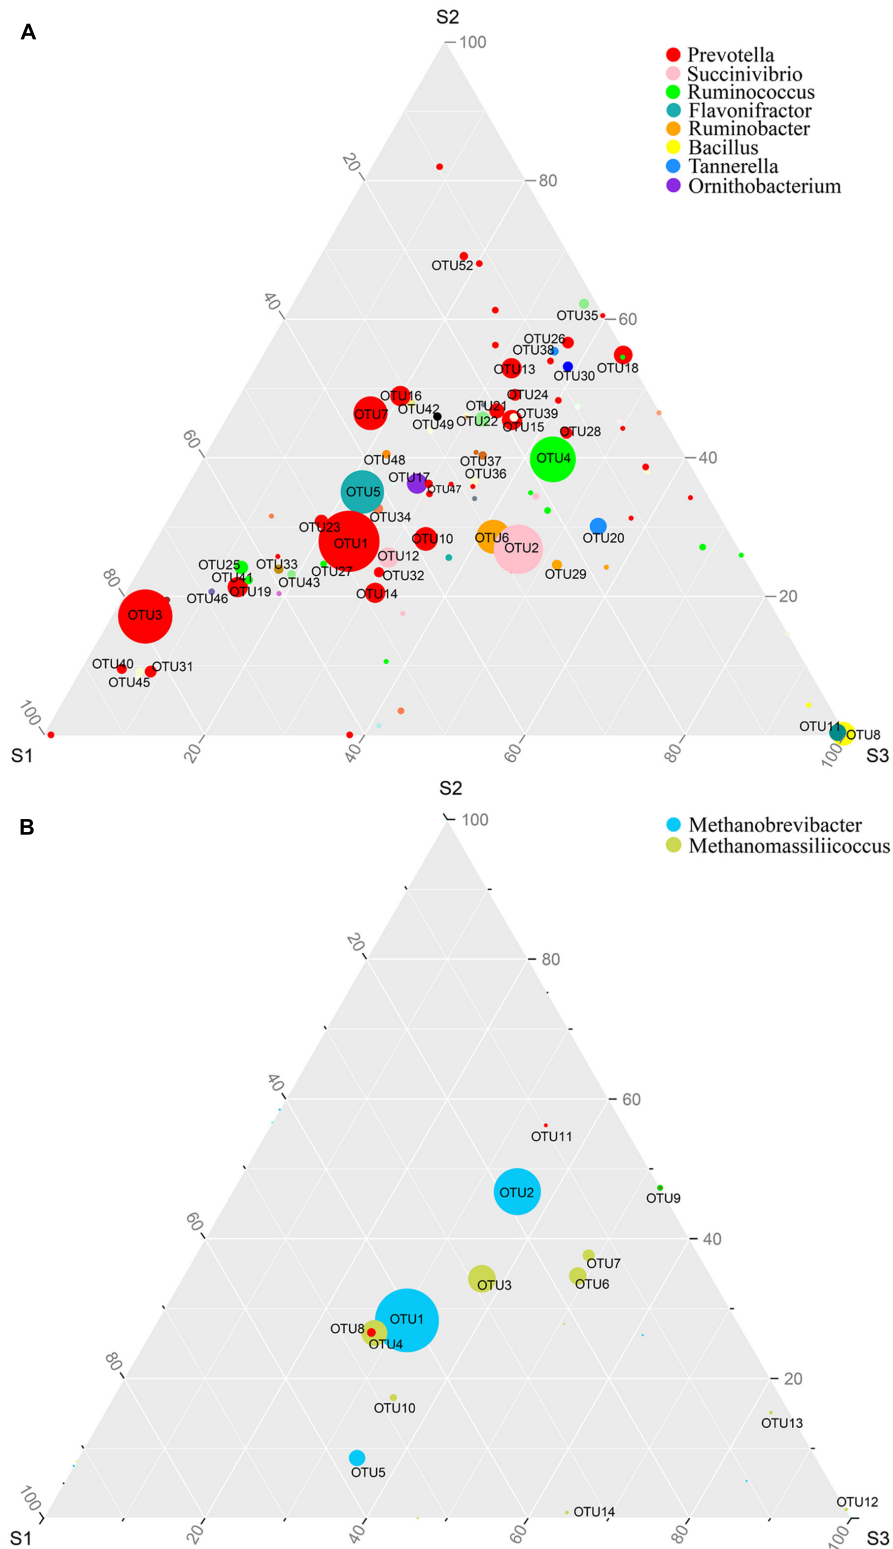 S2
A
100
Prevotella
Succinivibrio
Ruminococcus
Flavonifractor
Ruminobacter
Bacillus
Tannerella
Ornithobacterium
20
80
OTU52
40
OTU35
60
OTU26
OTU38
OTU13
OTU30
OTU18
OTU16
OTU24
OTU42
OTU21
OTU39
OTU7
OTU49
OTU22
OTU15
OTU28
60
OTU48
OTU37
OTU4
40
OTU17
OTU36
OTU5
OTU47
OTU34
OTU23
OTU1
OTU10
OTU6
OTU2
OTU20
OTU12
OTU25
OTU33
OTU27
OTU32
OTU29
OTU41
OTU43
OTU19
OTU14
80
OTU46
20
OTU3
OTU40
OTU31
OTU45
100
OTU11
OTU8
S1
20
40
60
80
100
S3
S2
B
100
Methanobrevibacter
Methanomassiliicoccus
20
80
40
60
OTU11
OTU2
OTU9
60
40
OTU7
OTU3
OTU6
OTU1
OTU8
OTU4
80
20
OTU10
OTU13
OTU5
100
OTU12
OTU14
S1
20
40
60
80
100
S3